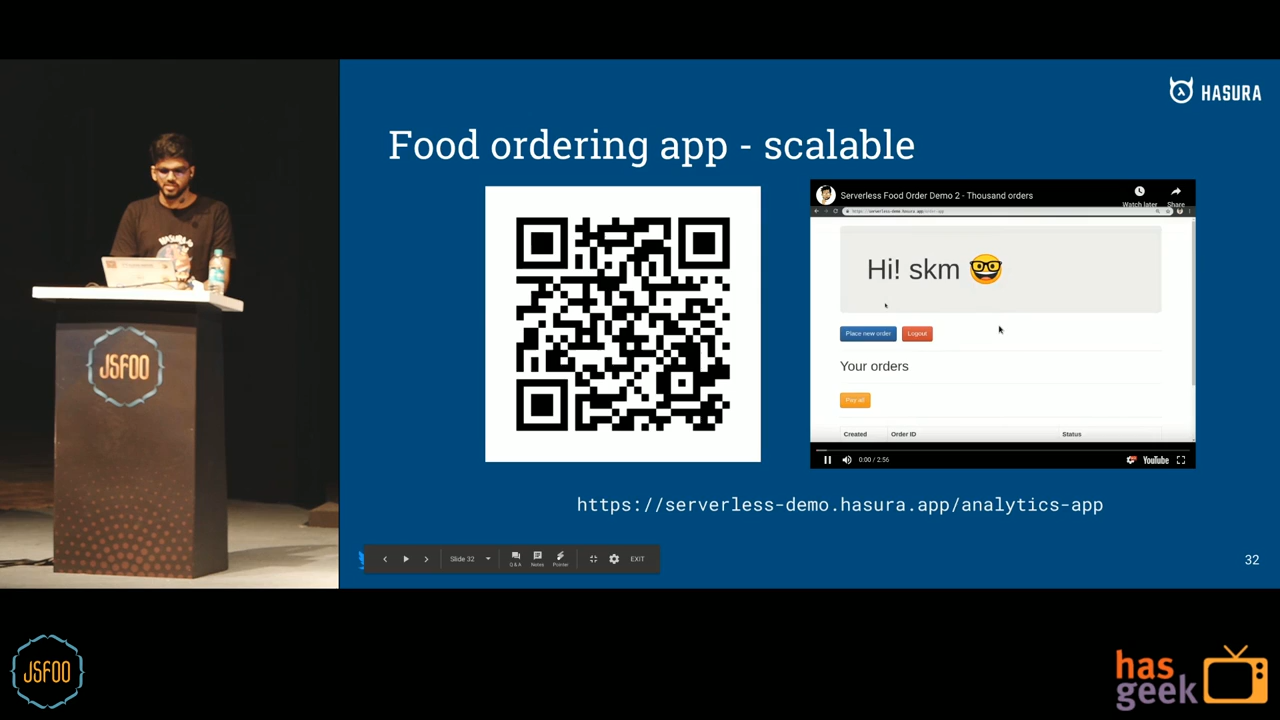 HASURA
Food ordering app - scalable
Serverless Food Order Demo 2 - Thousand orders
Watch later
Share
Hi! skm 🤓
Place new order
Logout
Your orders
Pay all
Created
Order ID
Status
0:00 / 2:56
YouTube
https://serverless-demo.hasura.app/analytics-app
Slide 32
Q&A
Notes
Pointer
EXIT
32
JSFOO
JSFOO
has
geek